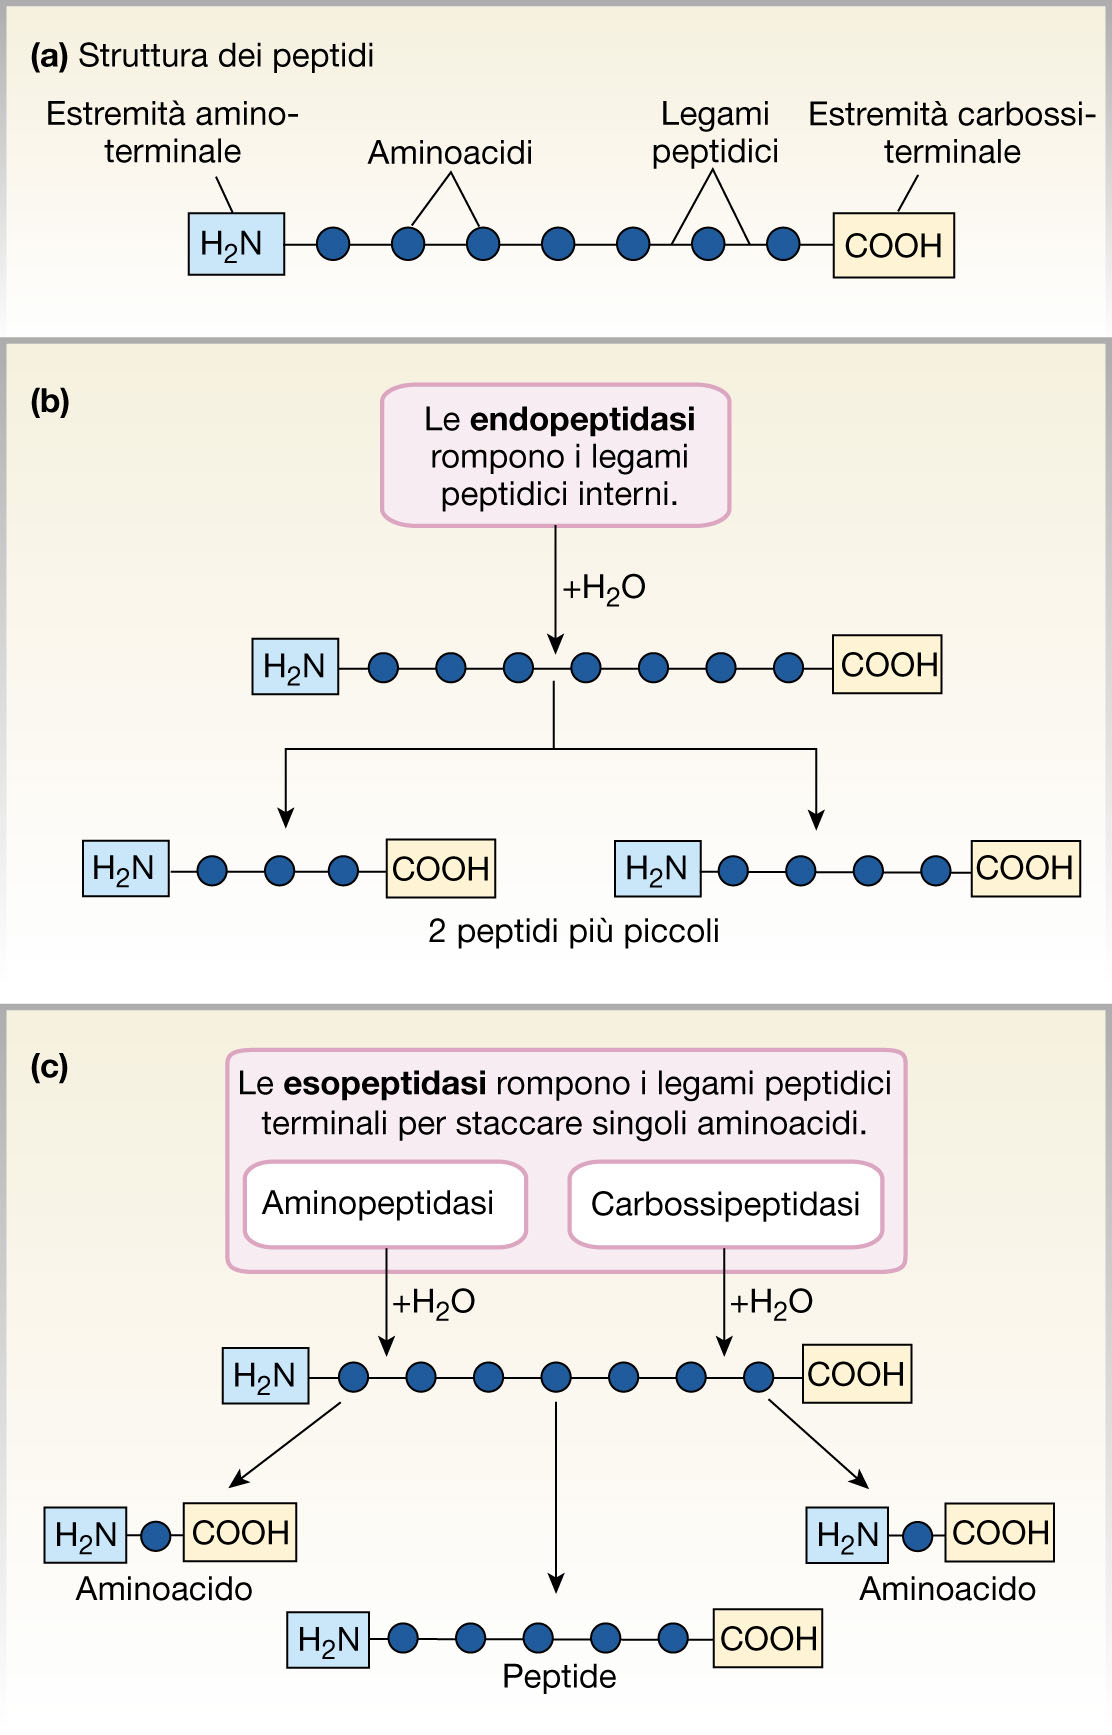 (a) Struttura dei peptidi
Estremità amino-
terminale
Aminoacidi
Legami
peptidici
Estremità carbossi-
terminale
H2N
COOH
(b)
Le endopeptidasi
rompono i legami
peptidici interni.
+H2O
H2N
COOH
H2N
COOH
H2N
COOH
2 peptidi più piccoli
(c)
Le esopeptidasi rompono i legami peptidici
terminali per staccare singoli aminoacidi.
Aminopeptidasi
Carbossipeptidasi
+H2O
+H2O
H2N
COOH
H2N
COOH
Aminoacido
H2N
COOH
Aminoacido
H2N
COOH
Peptide